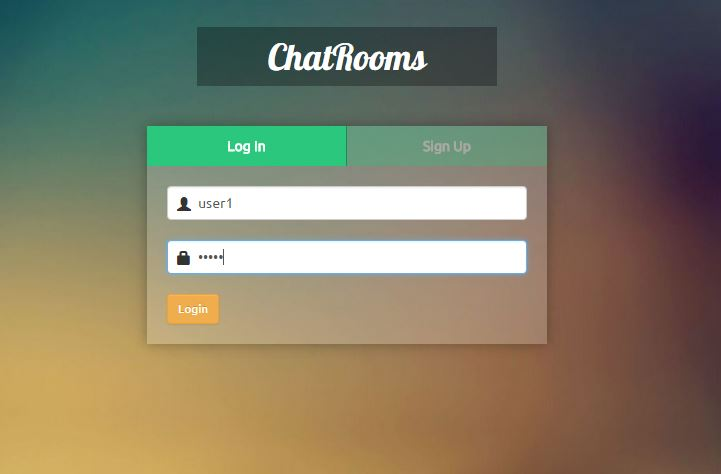 ChatRooms
Log in
Sign Up
user1
•••••
Login